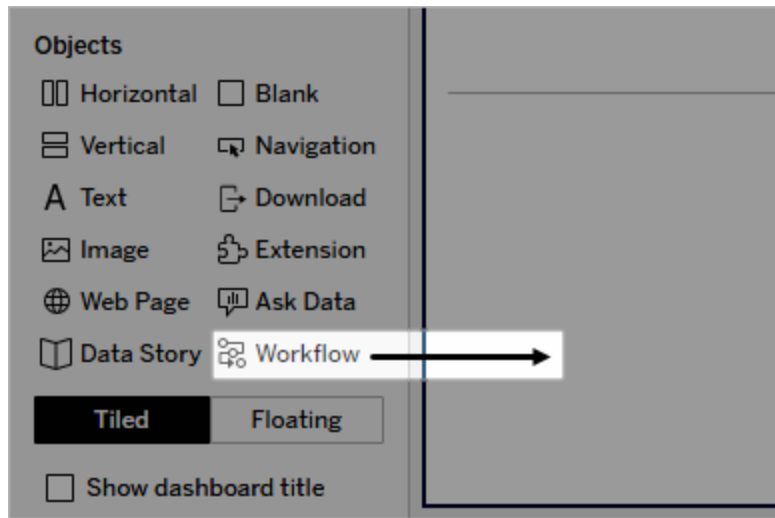 Objects
Horizontal Blank
Vertical Navigation
Text Download
Image Extension
Web Page Ask Data
Data Story Workflow
Tiled Floating
Show dashboard title